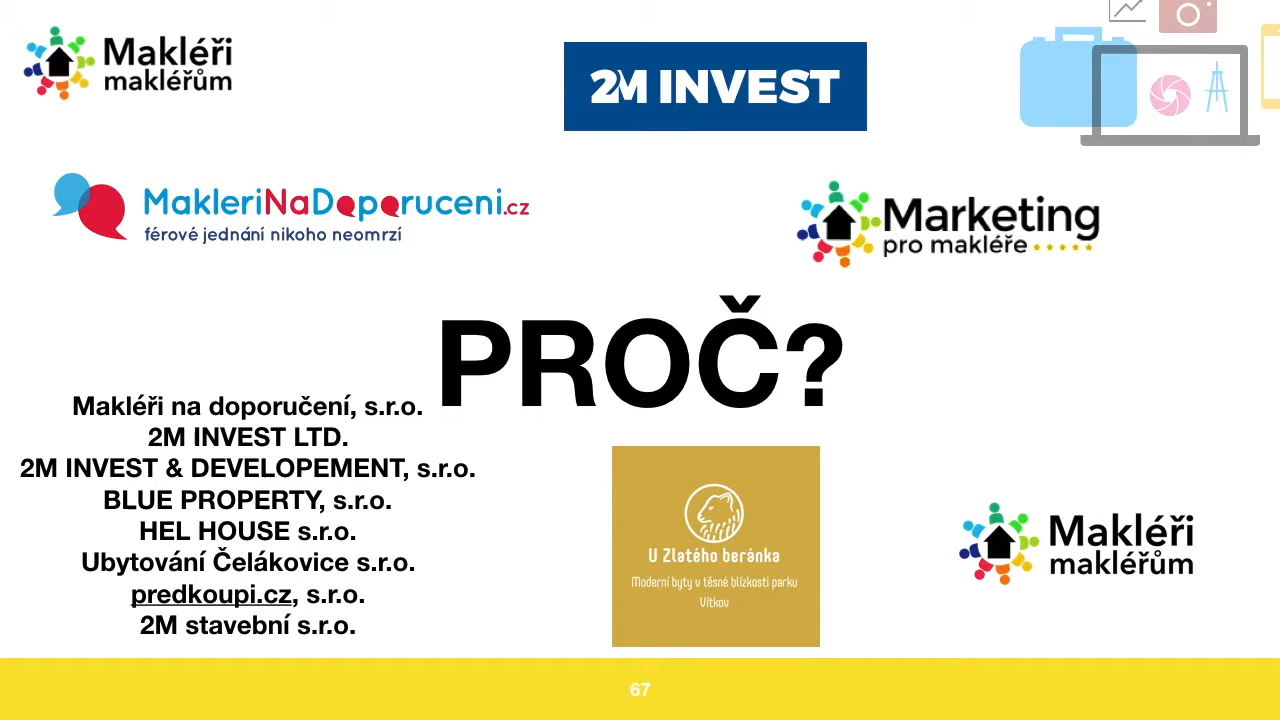 Makléři
makléřům
2M INVEST
MakleriNaDoporuceni.cz
férové jednání nikoho neomrzí
Marketing
pro makléře
PROČ?
Makléři na doporučení, s.r.o.
2M INVEST LTD.
2M INVEST & DEVELOPEMENT, s.r.o.
BLUE PROPERTY, s.r.o.
HEL HOUSE s.r.o.
Ubytování Čelákovice s.r.o.
predkoupi.cz, s.r.o.
2M stavební s.r.o.
U Zlatého beránka
Moderní byty v těsné blízkosti parku
Vítkov
Makléři
makléřům
67